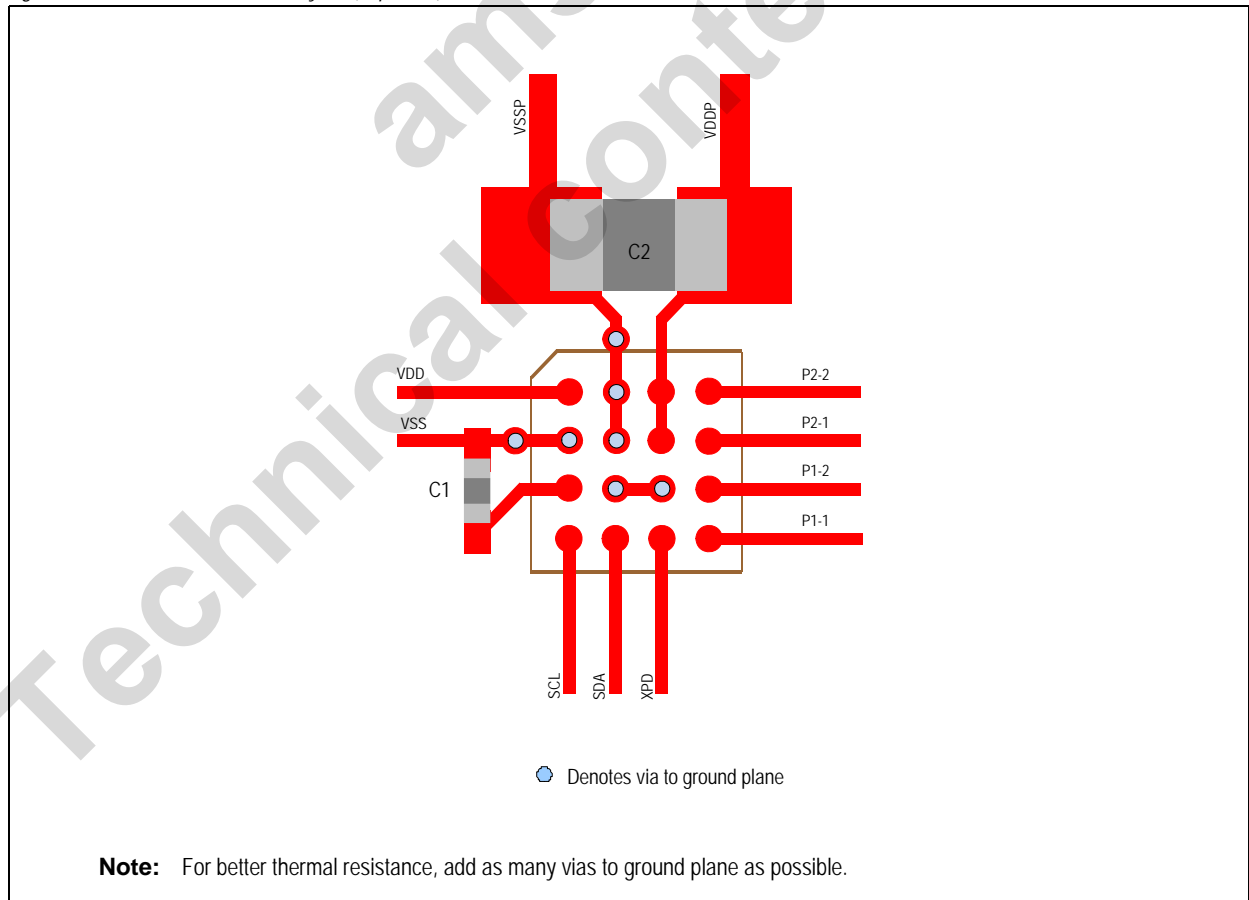 VSSP
VDDP
C2
VDD
P2-2
VSS
P2-1
P1-2
C1
P1-1
SCL
SDA
XPD
Denotes via to ground plane
Note: For better thermal resistance, add as many vias to ground plane as possible.
Technical conte
ams